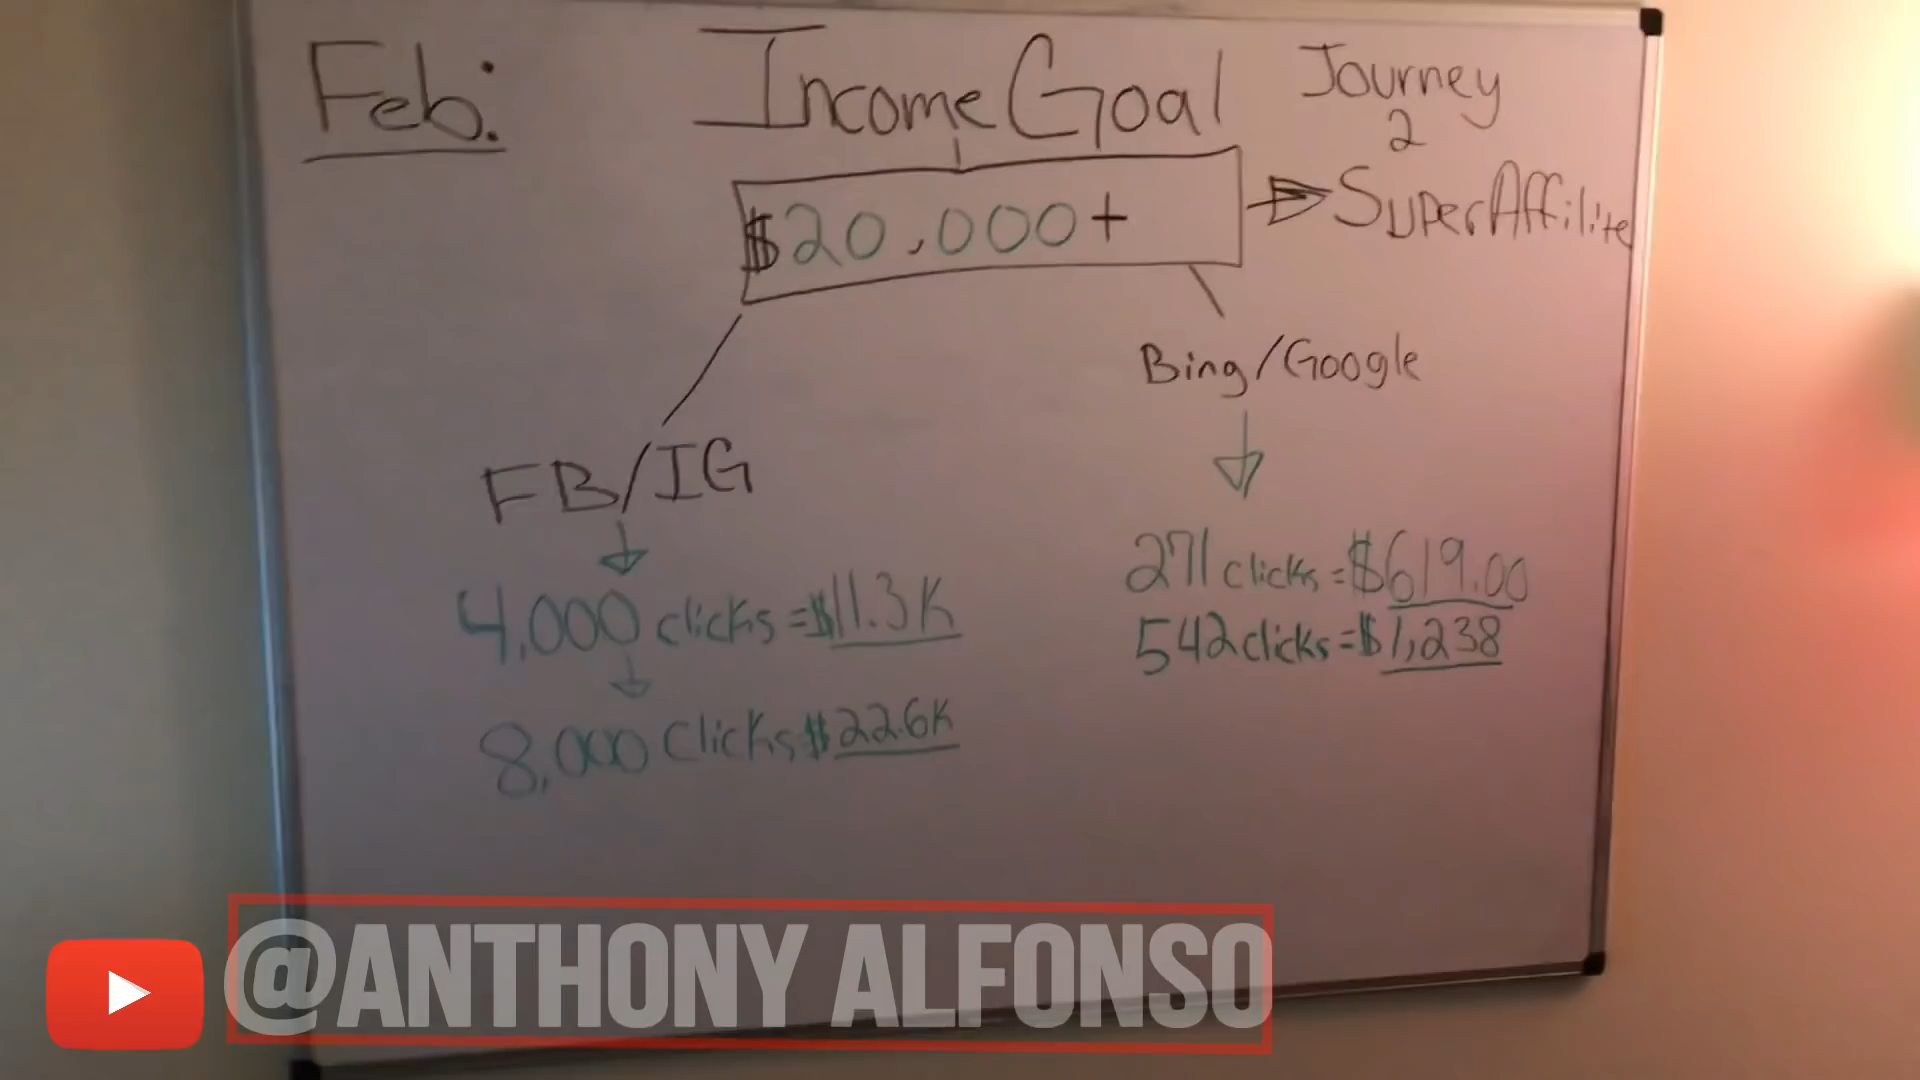 Feb:
Income Goal
$20,000+
Journey
2
SuperAffilite
FB/IG
4,000 clicks = $11.3K
8,000 Clicks $22.6K
Bing/Google
271 clicks = $619.00
542 clicks = $1,238
@ANTHONY ALFONSO